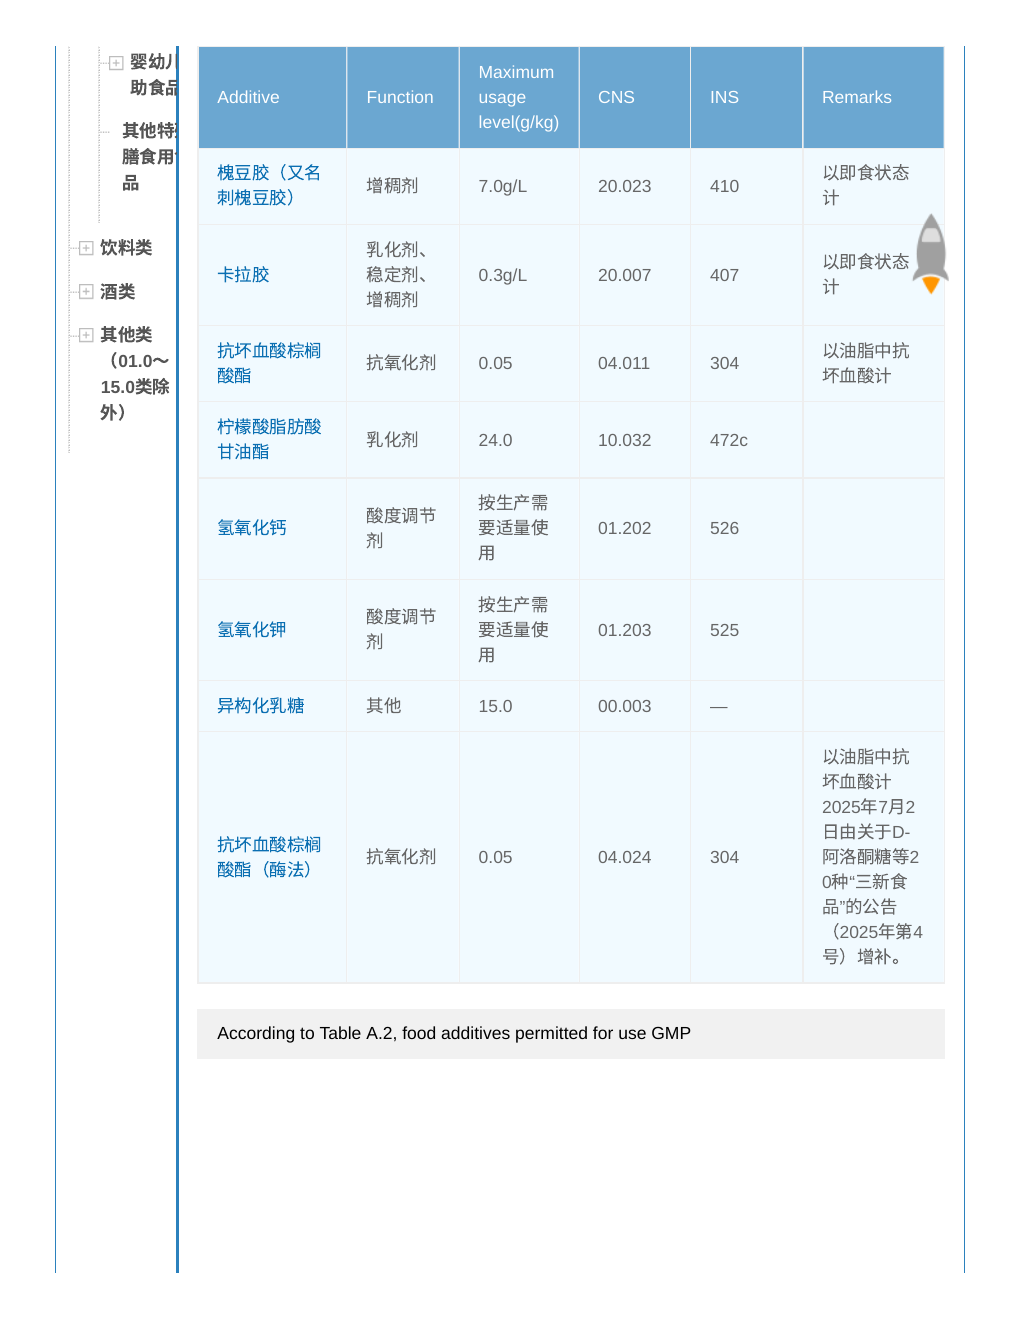 婴幼儿
助食品
其他特殊
膳食用食
品
饮料类
酒类
其他类
（01.0～
15.0类除
外）
Additive
Function
Maximum
usage
level(g/kg)
CNS
INS
Remarks
槐豆胶（又名
刺槐豆胶）
增稠剂
7.0g/L
20.023
410
以即食状态
计
卡拉胶
乳化剂、
稳定剂、
增稠剂
0.3g/L
20.007
407
以即食状态
计
抗坏血酸棕榈
酸酯
抗氧化剂
0.05
04.011
304
以油脂中抗
坏血酸计
柠檬酸脂肪酸
甘油酯
乳化剂
24.0
10.032
472c
氢氧化钙
酸度调节
剂
按生产需
要适量使
用
01.202
526
氢氧化钾
酸度调节
剂
按生产需
要适量使
用
01.203
525
异构化乳糖
其他
15.0
00.003
—
抗坏血酸棕榈
酸酯（酶法）
抗氧化剂
0.05
04.024
304
以油脂中抗
坏血酸计
2025年7月2
日由关于D-
阿洛酮糖等2
0种“三新食
品”的公告
（2025年第4
号）增补。
According to Table A.2, food additives permitted for use GMP